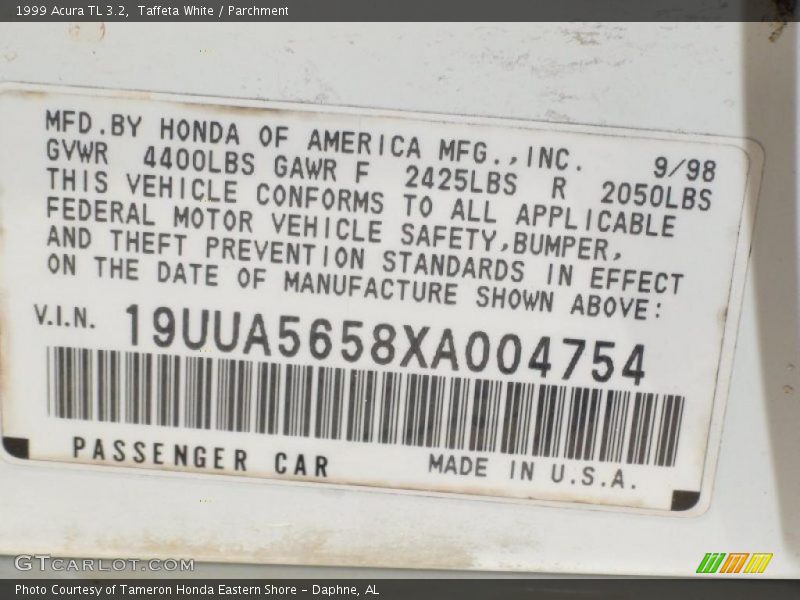 1999 Acura TL 3.2,  Taffeta White / Parchment
MFD.BY HONDA OF AMERICA MFG.,INC. 9/98
GVWR 4400LBS GAWR F 2425LBS R 2050LBS
THIS VEHICLE CONFORMS TO ALL APPLICABLE
FEDERAL MOTOR VEHICLE SAFETY,BUMPER,
AND THEFT PREVENTION STANDARDS IN EFFECT
ON THE DATE OF MANUFACTURE SHOWN ABOVE:
V.I.N. 19UUA5658XA004754
PASSENGER CAR MADE IN U.S.A.
GTCARLOT.COM
Photo Courtesy of Tameron Honda Eastern Shore - Daphne, AL